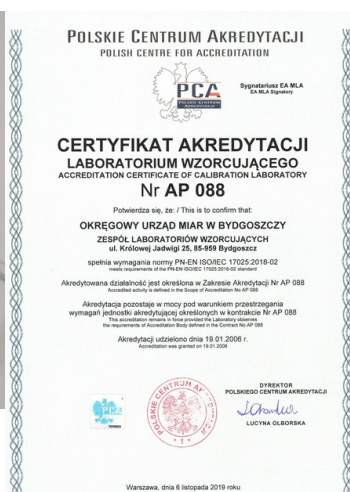 POLSKIE CENTRUM AKREDYTACJI
POLISH CENTRE FOR ACCREDITATION
PCA
POLSKIE CENTRUM
AKREDYTACJI
Sygnatariusz EA MLA
EA MLA Signatory
CERTYFIKAT AKREDYTACJI
LABORATORIUM WZORCUJĄCEGO
ACCREDITATION CERTIFICATE OF CALIBRATION LABORATORY
Nr AP 088
Potwierdza się, że: / This is to confirm that:
OKRĘGOWY URZĄD MIAR W BYDGOSZCZY
ZESPÓŁ LABORATORIÓW WZORCUJĄCYCH
ul. Królowej Jadwigi 25, 85-959 Bydgoszcz
spełnia wymagania normy PN-EN ISO/IEC 17025:2018-02
meets requirements of the PN-EN ISO/IEC 17025:2018-02 standard
Akredytowana działalność jest określona w Zakresie Akredytacji Nr AP 088
Accredited activity is defined in the Scope of Accreditation No AP 088
Akredytacja pozostaje w mocy pod warunkiem przestrzegania
wymagań jednostki akredytującej określonych w kontrakcie Nr AP 088
This accreditation remains in force provided the Laboratory observes
the requirements of Accreditation Body defined in the Contract No AP 088
Akredytacji udzielono dnia 19.01.2006 r.
Accreditation was granted on 19.01.2006
DYREKTOR
POLSKIEGO CENTRUM AKREDYTACJI
LUCYNA OLBORSKA
POLSKIE CENTRUM
Warszawa, dnia 6 listopada 2019 roku